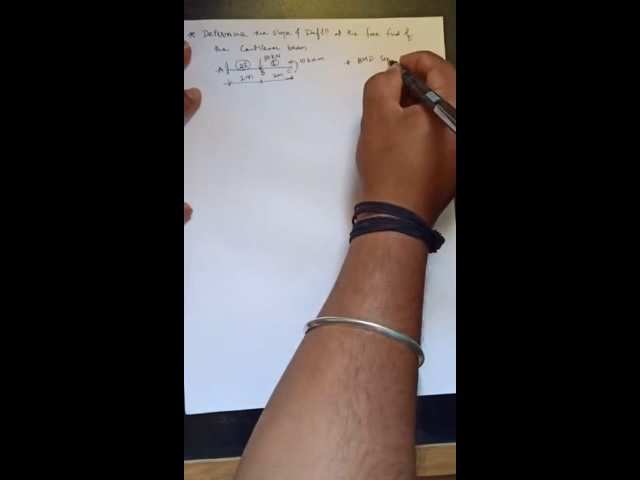 * Determine the slope & Defl!! at the free End of
the Cantilever beam
30KN
A 2I B I C 10 kNm
2m 2m
* BMD